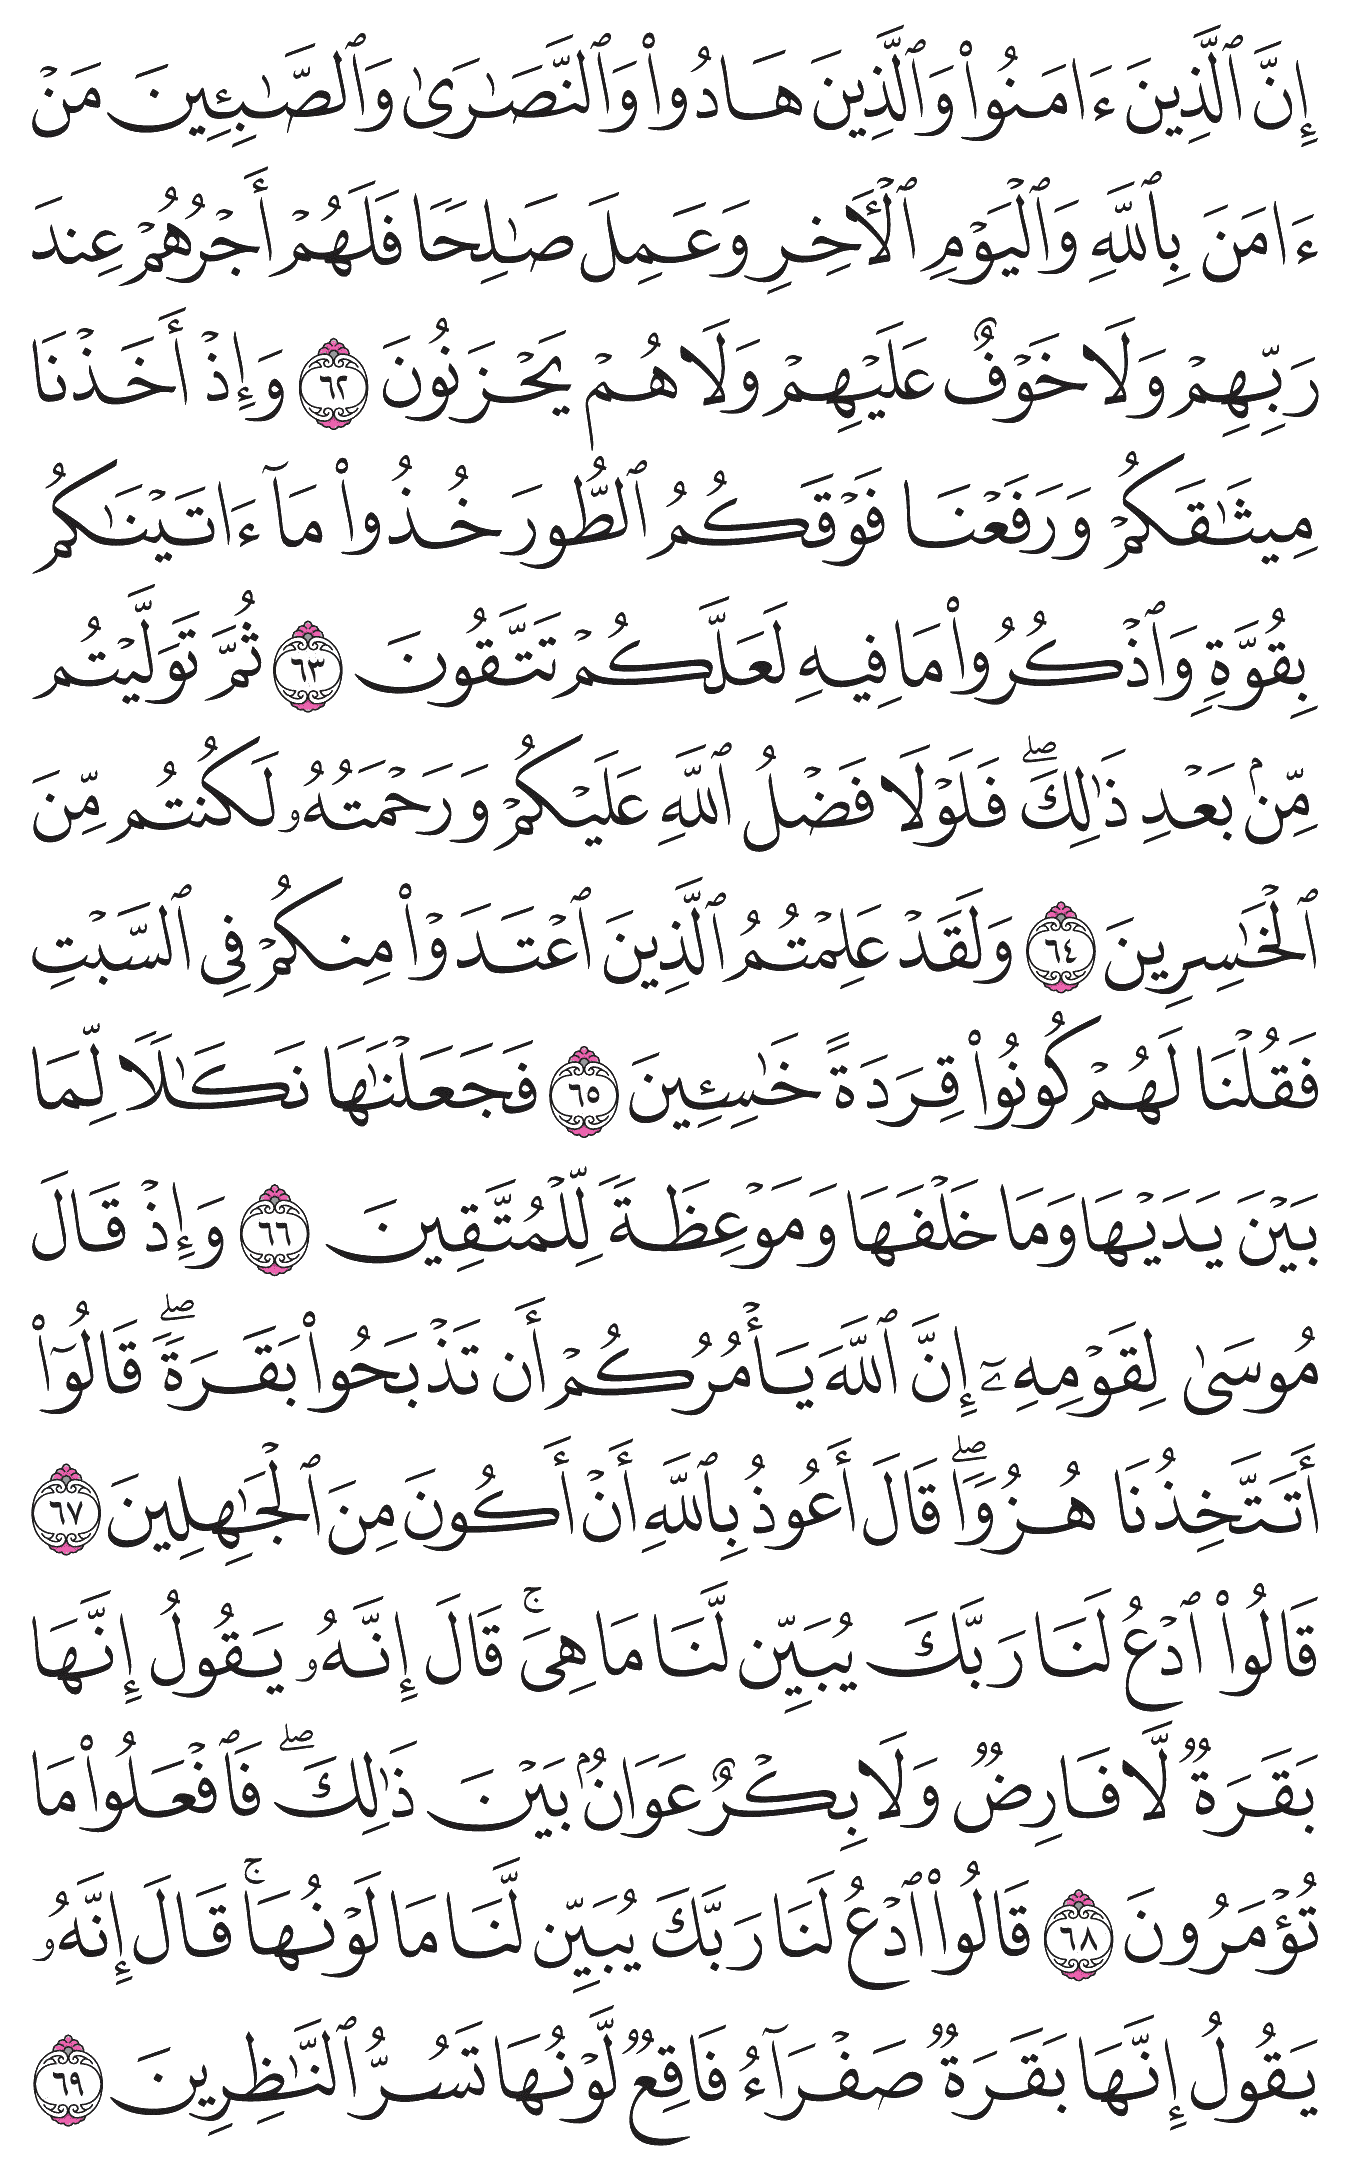 إِنَّ ٱلَّذِينَ ءَامَنُوا۟ وَٱلَّذِينَ هَادُوا۟ وَٱلنَّصَـٰرَىٰ وَٱلصَّـٰبِـِٔينَ مَنْ
ءَامَنَ بِٱللَّهِ وَٱلْيَوْمِ ٱلْـَٔاخِرِ وَعَمِلَ صَـٰلِحًا فَلَهُمْ أَجْرُهُمْ عِندَ
رَبِّهِمْ وَلَا خَوْفٌ عَلَيْهِمْ وَلَا هُمْ يَحْزَنُونَ ٦٢ وَإِذْ أَخَذْنَا
مِيثَـٰقَكُمْ وَرَفَعْنَا فَوْقَكُمُ ٱلطُّورَ خُذُوا۟ مَآ ءَاتَيْنَـٰكُم
بِقُوَّةٍ وَٱذْكُرُوا۟ مَا فِيهِ لَعَلَّكُمْ تَتَّقُونَ ٦٣ ثُمَّ تَوَلَّيْتُم
مِّنۢ بَعْدِ ذَٰلِكَ ۖ فَلَوْلَا فَضْلُ ٱللَّهِ عَلَيْكُمْ وَرَحْمَتُهُۥ لَكُنتُم مِّنَ
ٱلْخَـٰسِرِينَ ٦٤ وَلَقَدْ عَلِمْتُمُ ٱلَّذِينَ ٱعْتَدَوْا۟ مِنكُمْ فِى ٱلسَّبْتِ
فَقُلْنَا لَهُمْ كُونُوا۟ قِرَدَةً خَـٰسِـِٔينَ ٦٥ فَجَعَلْنَـٰهَا نَكَـٰلًا لِّمَا
بَيْنَ يَدَيْهَا وَمَا خَلْفَهَا وَمَوْعِظَةً لِّلْمُتَّقِينَ ٦٦ وَإِذْ قَالَ
مُوسَىٰ لِقَوْمِهِۦٓ إِنَّ ٱللَّهَ يَأْمُرُكُمْ أَن تَذْبَحُوا۟ بَقَرَةً ۖ قَالُوٓا۟
أَتَتَّخِذُنَا هُزُوًا ۖ قَالَ أَعُوذُ بِٱللَّهِ أَنْ أَكُونَ مِنَ ٱلْجَـٰهِلِينَ ٦٧
قَالُوا۟ ٱدْعُ لَنَا رَبَّكَ يُبَيِّن لَّنَا مَا هِىَ ۚ قَالَ إِنَّهُۥ يَقُولُ إِنَّهَا
بَقَرَةٌ لَّا فَارِضٌ وَلَا بِكْرٌ عَوَانٌۢ بَيْنَ ذَٰلِكَ ۖ فَٱفْعَلُوا۟ مَا
تُؤْمَرُونَ ٦٨ قَالُوا۟ ٱدْعُ لَنَا رَبَّكَ يُبَيِّن لَّنَا مَا لَوْنُهَا ۚ قَالَ إِنَّهُۥ
يَقُولُ إِنَّهَا بَقَرَةٌ صَفْرَآءُ فَاقِعٌ لَّوْنُهَا تَسُرُّ ٱلنَّـٰظِرِينَ ٦٩